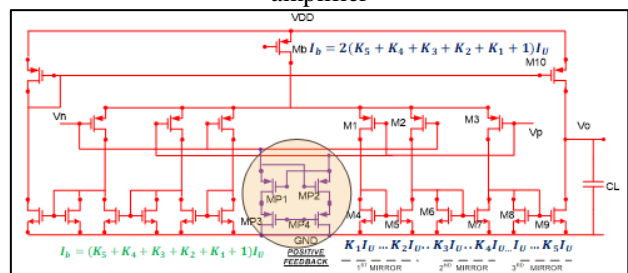 amplifier
VDD
Mb I_b = 2(K_5 + K_4 + K_3 + K_2 + K_1 + 1)I_U
M10
Vn
M1
M2
M3
Vp
Vo
MP1
MP2
CL
MP3
MP4
M4
M5
M6
M7
M8
M9
GND
I_b = (K_5 + K_4 + K_3 + K_2 + K_1 + 1)I_U
POSITIVE
FEEDBACK
K_1I_U ... K_2I_U .. K_3I_U .. K_4I_U ... I_U ... K_5I_U
1ST MIRROR
2ND MIRROR
3RD MIRROR